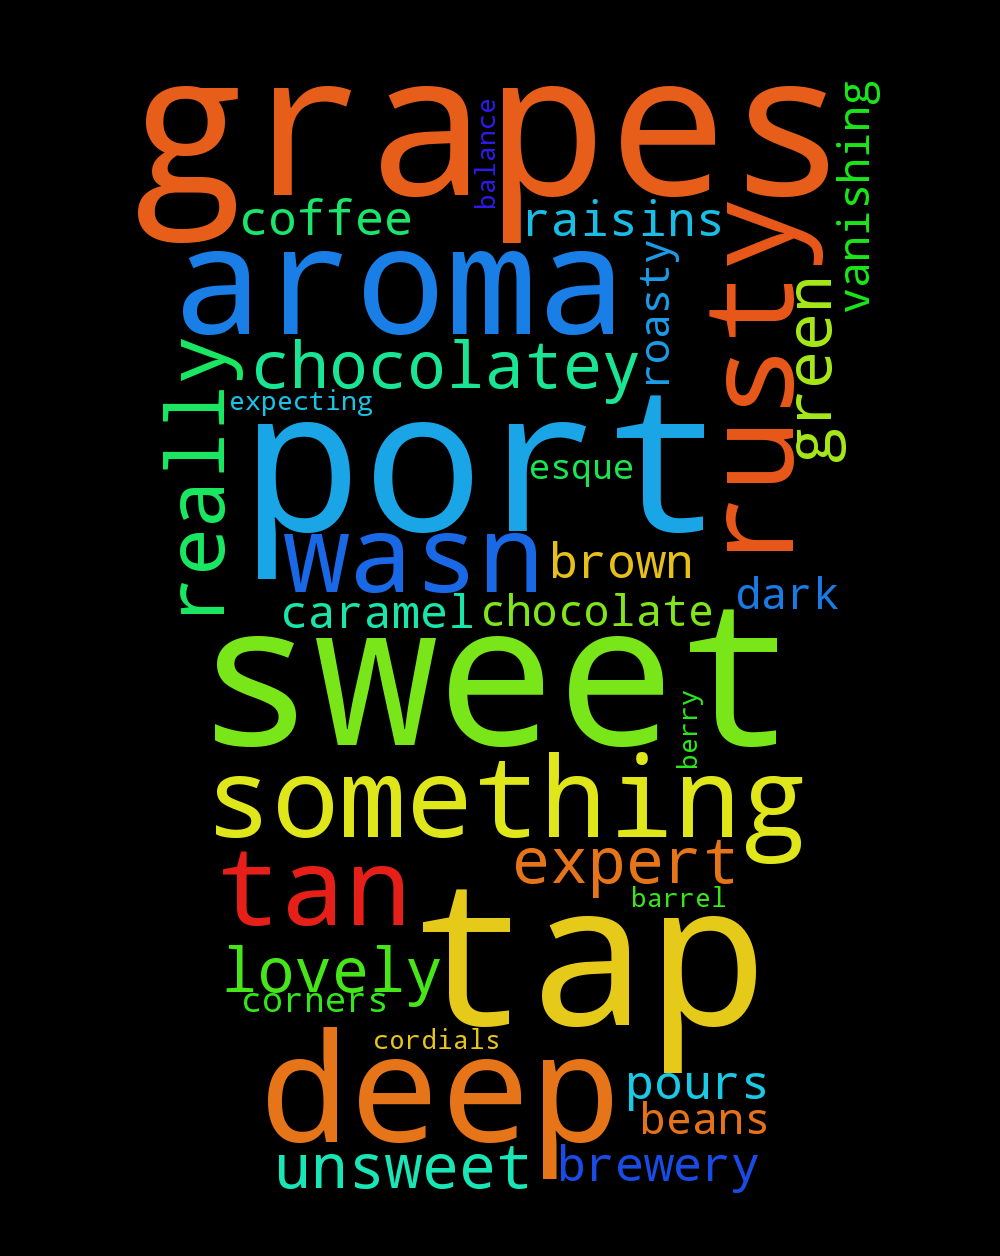 grapes
balance
vanishing
coffee
raisins
aroma
roasty
rustys
green
chocolatey
really
expecting
port
esque
wasn
brown
dark
caramel
chocolate
sweet
berry
something
expert
tan
barrel
tap
lovely
corners
cordials
deep
pours
beans
unsweet
brewery